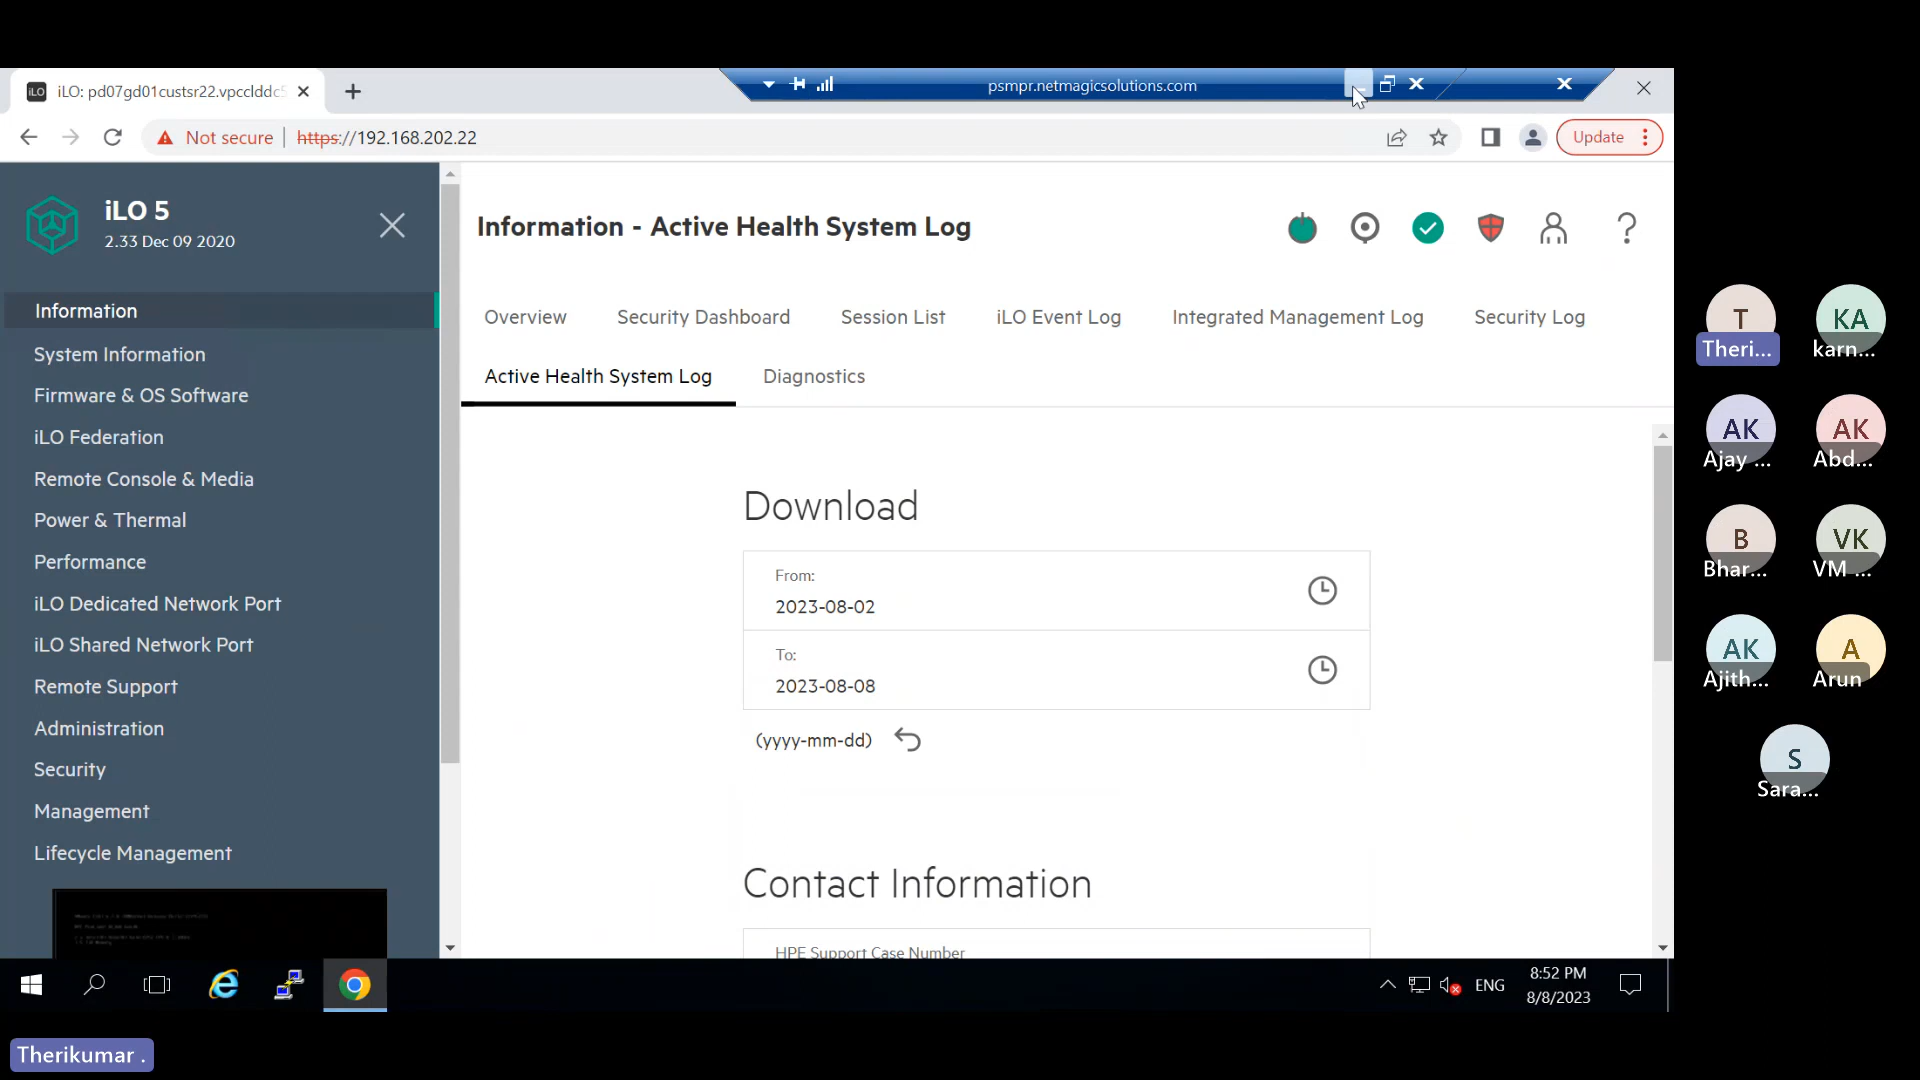 iLO: pd07gd01custsr22.vpcclddc5
psmpr.netmagicsolutions.com
Not secure
https://192.168.202.22
Update
iLO 5
2.33 Dec 09 2020
Information - Active Health System Log
Information
System Information
Firmware & OS Software
iLO Federation
Remote Console & Media
Power & Thermal
Performance
iLO Dedicated Network Port
iLO Shared Network Port
Remote Support
Administration
Security
Management
Lifecycle Management
Overview
Security Dashboard
Session List
iLO Event Log
Integrated Management Log
Security Log
Active Health System Log
Diagnostics
Download
From:
2023-08-02
To:
2023-08-08
(yyyy-mm-dd)
Contact Information
HPE Support Case Number
ENG
8:52 PM
8/8/2023
T
Theri...
KA
karn...
AK
Ajay ...
AK
Abd...
B
Bhar...
VK
VM ...
AK
Ajith...
A
Arun
S
Sara...
Therikumar .